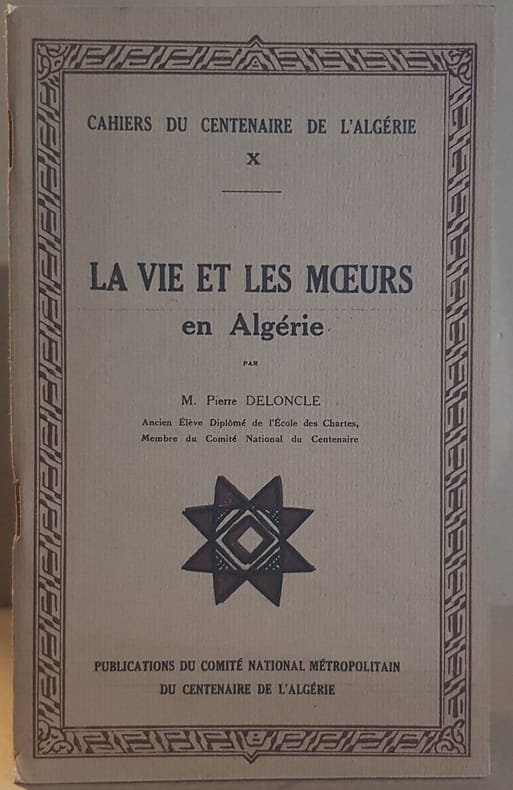 CAHIERS DU CENTENAIRE DE L'ALGÉRIE
X
LA VIE ET LES MŒURS
en Algérie
PAR
M. Pierre DELONCLE
Ancien Élève Diplômé de l'École des Chartes,
Membre du Comité National du Centenaire
PUBLICATIONS DU COMITÉ NATIONAL MÉTROPOLITAIN
DU CENTENAIRE DE L'ALGÉRIE